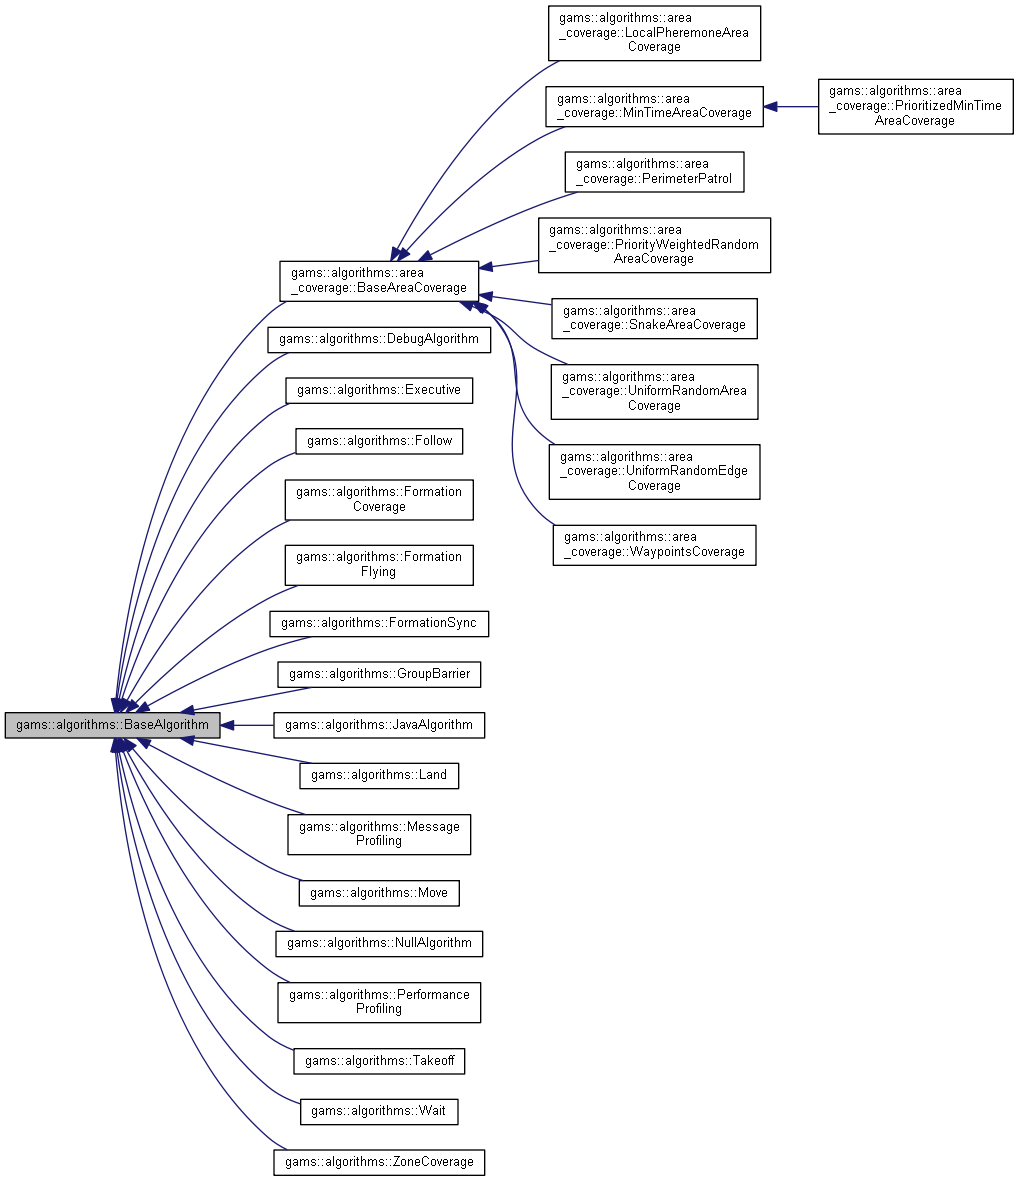 gams::algorithms::area
_coverage::LocalPheremoneArea
Coverage
gams::algorithms::area
_coverage::MinTimeAreaCoverage
gams::algorithms::area
_coverage::PrioritizedMinTime
AreaCoverage
gams::algorithms::area
_coverage::PerimeterPatrol
gams::algorithms::area
_coverage::PriorityWeightedRandom
AreaCoverage
gams::algorithms::area
_coverage::BaseAreaCoverage
gams::algorithms::area
_coverage::SnakeAreaCoverage
gams::algorithms::DebugAlgorithm
gams::algorithms::area
_coverage::UniformRandomArea
Coverage
gams::algorithms::Executive
gams::algorithms::Follow
gams::algorithms::area
_coverage::UniformRandomEdge
Coverage
gams::algorithms::Formation
Coverage
gams::algorithms::area
_coverage::WaypointsCoverage
gams::algorithms::Formation
Flying
gams::algorithms::FormationSync
gams::algorithms::GroupBarrier
gams::algorithms::BaseAlgorithm
gams::algorithms::JavaAlgorithm
gams::algorithms::Land
gams::algorithms::Message
Profiling
gams::algorithms::Move
gams::algorithms::NullAlgorithm
gams::algorithms::Performance
Profiling
gams::algorithms::Takeoff
gams::algorithms::Wait
gams::algorithms::ZoneCoverage